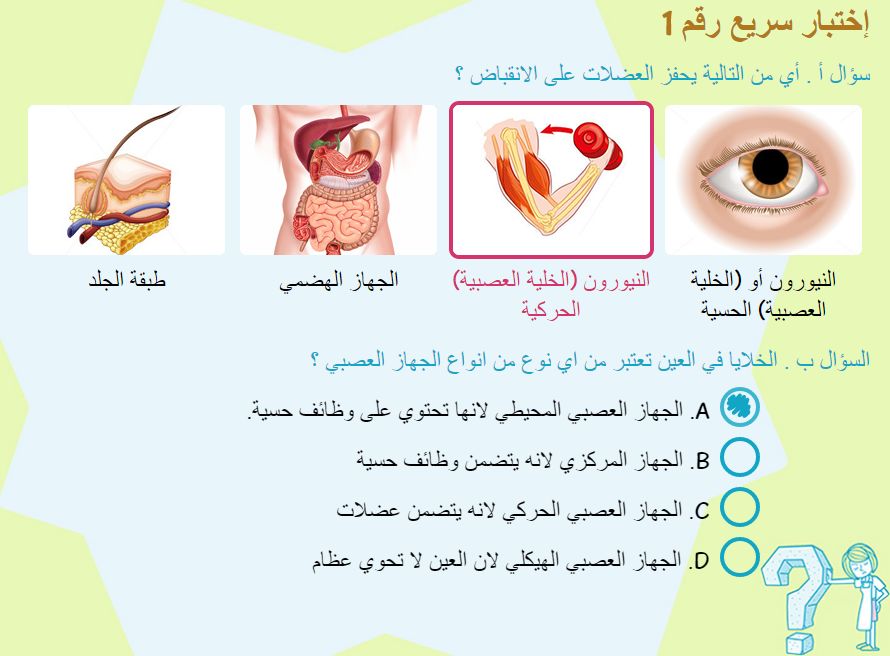 إختبار سريع رقم 1
سؤال أ . أي من التالية يحفز العضلات على الانقباض ؟
النيورون أو (الخلية
العصبية) الحسية
النيورون (الخلية العصبية)
الحركية
الجهاز الهضمي
طبقة الجلد
السؤال ب . الخلايا في العين تعتبر من اي نوع من انواع الجهاز العصبي ؟
A. الجهاز العصبي المحيطي لانها تحتوي على وظائف حسية.
B. الجهاز المركزي لانه يتضمن وظائف حسية
C. الجهاز العصبي الحركي لانه يتضمن عضلات
D. الجهاز العصبي الهيكلي لان العين لا تحوي عظام